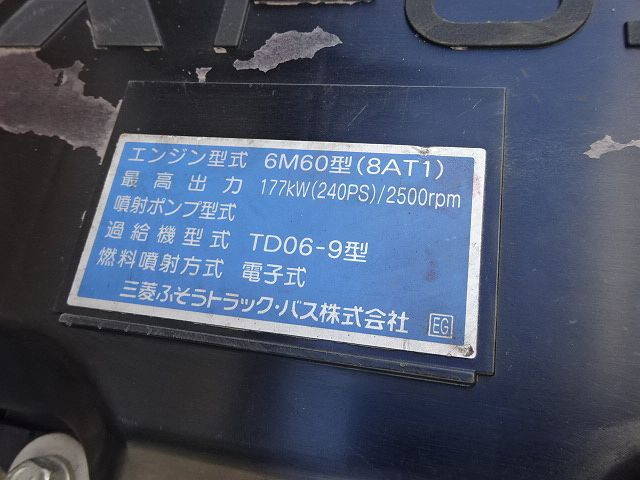 エンジン型式 6M60型(8AT1)
最高出力 177kW(240PS)/2500rpm
噴射ポンプ型式
過給機型式 TD06-9型
燃料噴射方式 電子式
三菱ふそうトラック・バス株式会社 EG